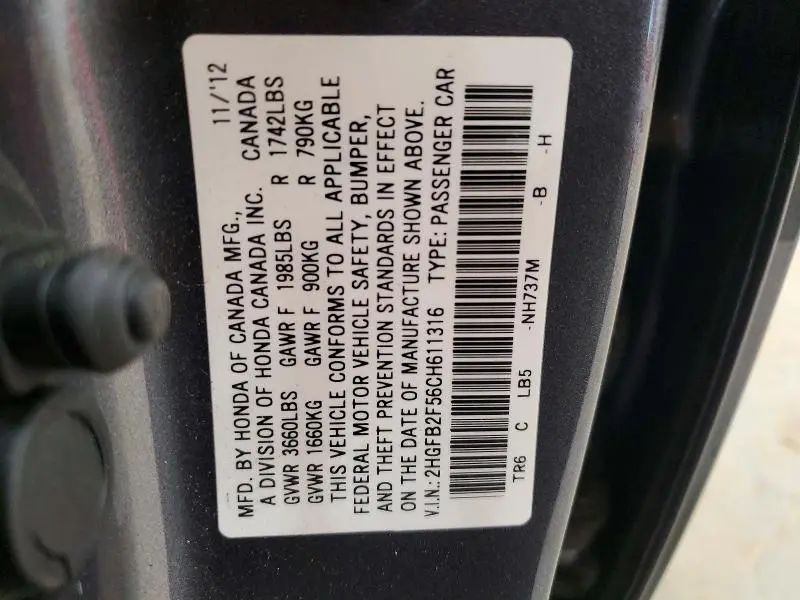 MFD. BY HONDA OF CANADA MFG., 11/'12
A DIVISION OF HONDA CANADA INC. CANADA
GVWR 3660LBS GAWR F 1985LBS R 1742LBS
GVWR 1660KG GAWR F 900KG R 790KG
THIS VEHICLE CONFORMS TO ALL APPLICABLE
FEDERAL MOTOR VEHICLE SAFETY, BUMPER,
AND THEFT PREVENTION STANDARDS IN EFFECT
ON THE DATE OF MANUFACTURE SHOWN ABOVE.
V.I.N.: 2HGFB2F56CH611316 TYPE: PASSENGER CAR
TR6 C LB5 -NH737M -B -H